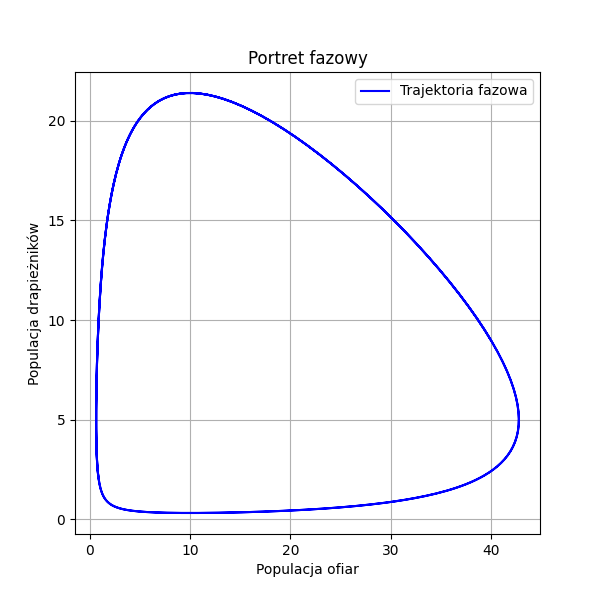 Portret fazowy
Trajektoria fazowa
20
15
10
5
0
Populacja drapieżników
0 10 20 30 40
Populacja ofiar